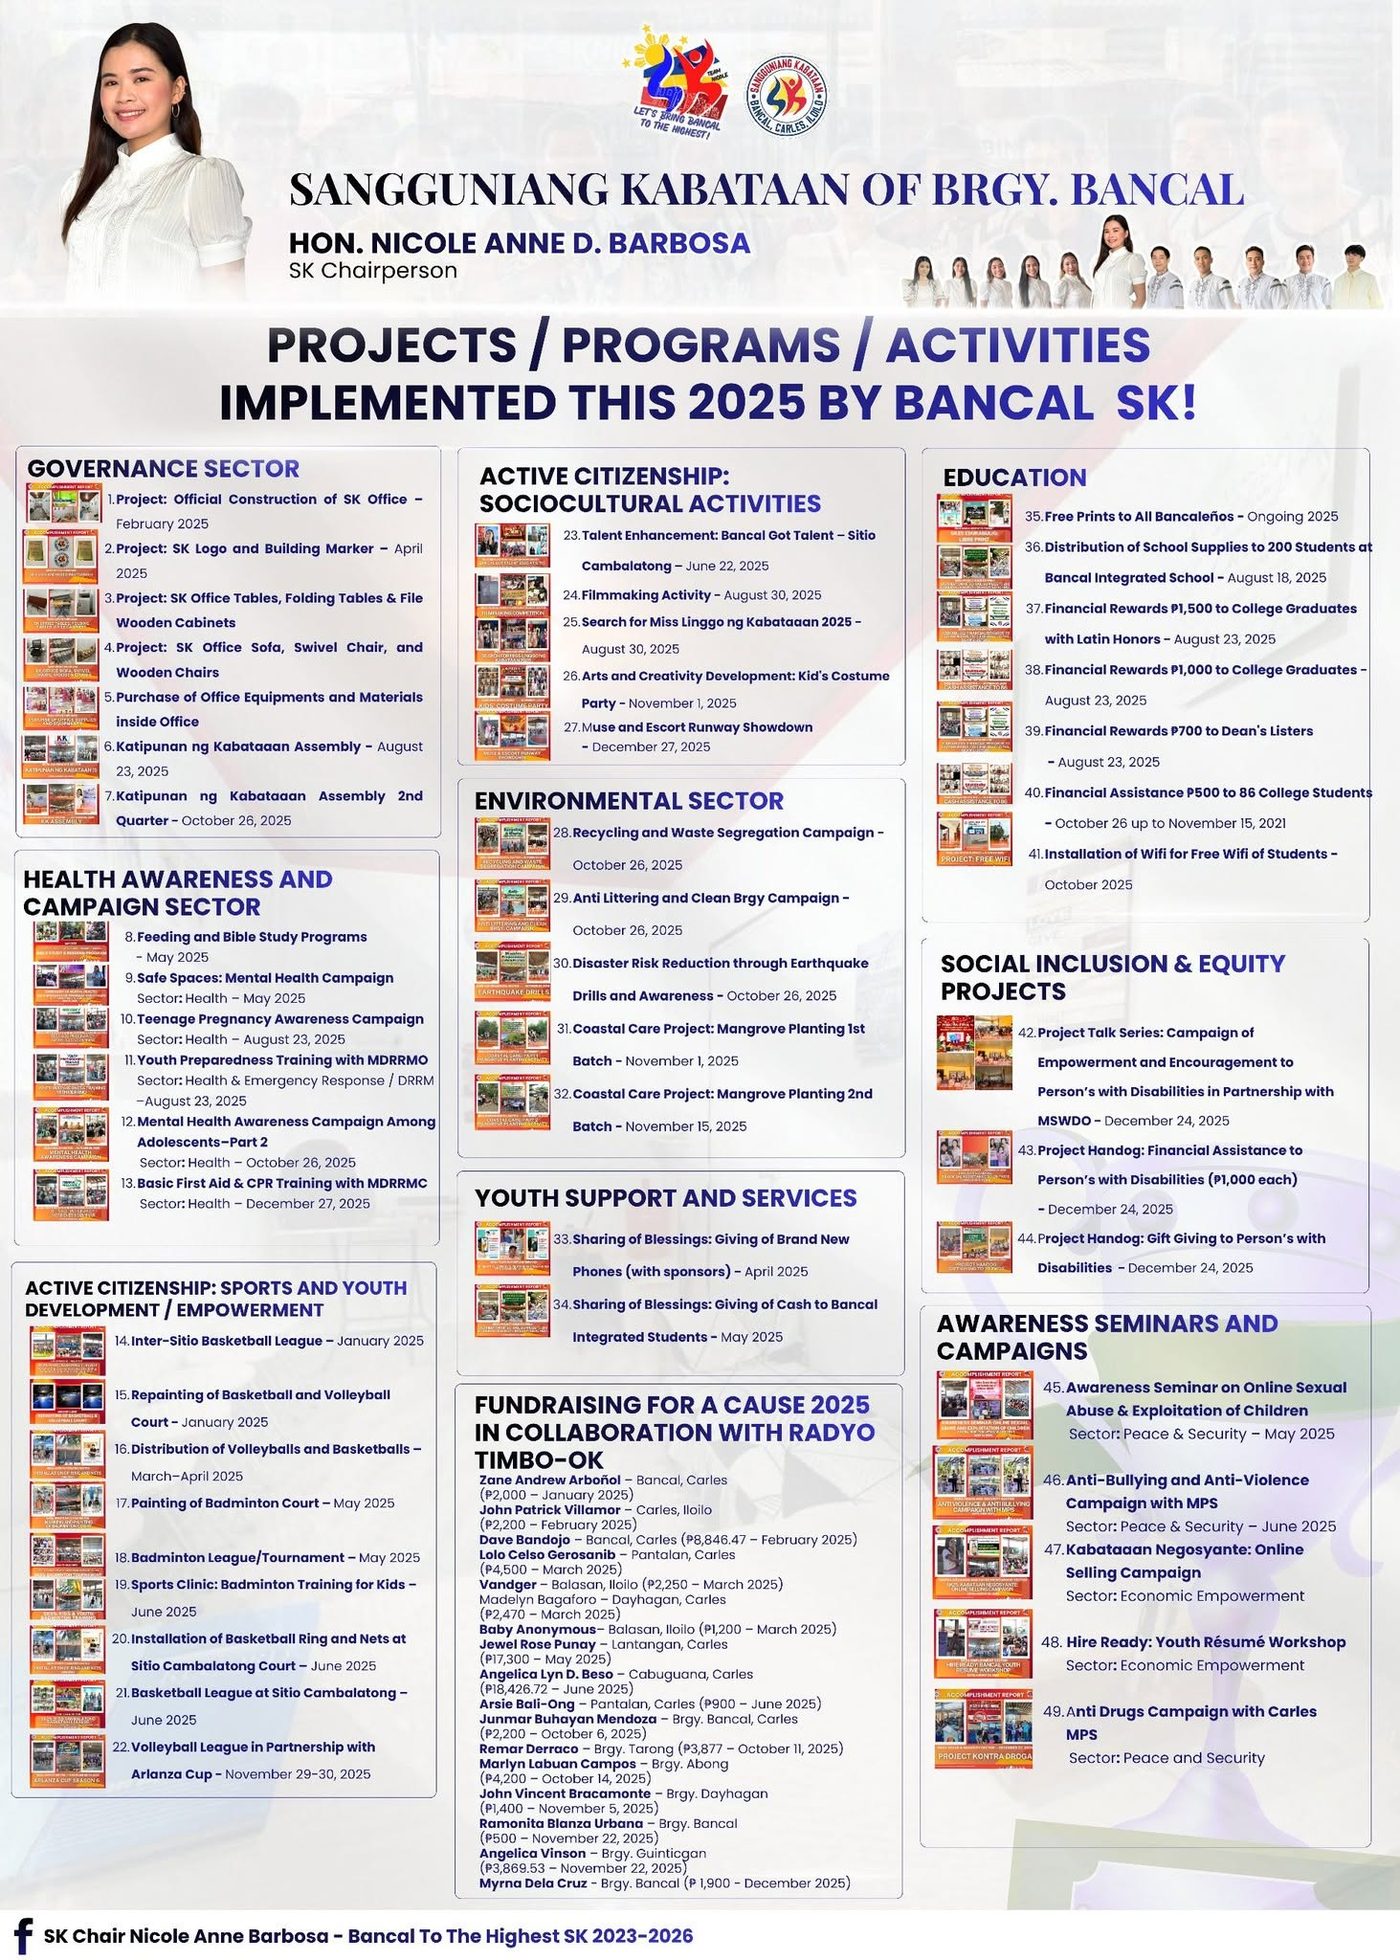 TEAM NICOLE
LET'S BRING BANCAL
TO THE HIGHEST!
SANGGUNIANG KABATAAN
BANCAL, CARLES, ILOILO
SANGGUNIANG KABATAAN OF BRGY. BANCAL
HON. NICOLE ANNE D. BARBOSA
SK Chairperson
PROJECTS / PROGRAMS / ACTIVITIES
IMPLEMENTED THIS 2025 BY BANCAL SK!
GOVERNANCE SECTOR
1. Project: Official Construction of SK Office –
February 2025
2. Project: SK Logo and Building Marker – April
2025
3. Project: SK Office Tables, Folding Tables & File
Wooden Cabinets
4. Project: SK Office Sofa, Swivel Chair, and
Wooden Chairs
5. Purchase of Office Equipments and Materials
inside Office
6. Katipunan ng Kabataaan Assembly - August
23, 2025
7. Katipunan ng Kabataaan Assembly 2nd
Quarter - October 26, 2025
HEALTH AWARENESS AND
CAMPAIGN SECTOR
8. Feeding and Bible Study Programs
- May 2025
9. Safe Spaces: Mental Health Campaign
Sector: Health – May 2025
10. Teenage Pregnancy Awareness Campaign
Sector: Health – August 23, 2025
11. Youth Preparedness Training with MDRRMO
Sector: Health & Emergency Response / DRRM
–August 23, 2025
12. Mental Health Awareness Campaign Among
Adolescents–Part 2
Sector: Health – October 26, 2025
13. Basic First Aid & CPR Training with MDRRMC
Sector: Health – December 27, 2025
ACTIVE CITIZENSHIP: SPORTS AND YOUTH
DEVELOPMENT / EMPOWERMENT
14. Inter-Sitio Basketball League – January 2025
15. Repainting of Basketball and Volleyball
Court - January 2025
16. Distribution of Volleyballs and Basketballs –
March–April 2025
17. Painting of Badminton Court – May 2025
18. Badminton League/Tournament – May 2025
19. Sports Clinic: Badminton Training for Kids –
June 2025
20. Installation of Basketball Ring and Nets at
Sitio Cambalatong Court – June 2025
21. Basketball League at Sitio Cambalatong –
June 2025
22. Volleyball League in Partnership with
Arlanza Cup - November 29-30, 2025
ACTIVE CITIZENSHIP:
SOCIOCULTURAL ACTIVITIES
23. Talent Enhancement: Bancal Got Talent – Sitio
Cambalatong – June 22, 2025
24. Filmmaking Activity - August 30, 2025
25. Search for Miss Linggo ng Kabataaan 2025 -
August 30, 2025
26. Arts and Creativity Development: Kid's Costume
Party - November 1, 2025
27. Muse and Escort Runway Showdown
- December 27, 2025
ENVIRONMENTAL SECTOR
28. Recycling and Waste Segregation Campaign -
October 26, 2025
29. Anti Littering and Clean Brgy Campaign -
October 26, 2025
30. Disaster Risk Reduction through Earthquake
Drills and Awareness - October 26, 2025
31. Coastal Care Project: Mangrove Planting 1st
Batch - November 1, 2025
32. Coastal Care Project: Mangrove Planting 2nd
Batch - November 15, 2025
YOUTH SUPPORT AND SERVICES
33. Sharing of Blessings: Giving of Brand New
Phones (with sponsors) – April 2025
34. Sharing of Blessings: Giving of Cash to Bancal
Integrated Students - May 2025
FUNDRAISING FOR A CAUSE 2025
IN COLLABORATION WITH RADYO
TIMBO-OK
Zane Andrew Arboñol – Bancal, Carles
(₱2,000 – January 2025)
John Patrick Villamor – Carles, Iloilo
(₱2,200 – February 2025)
Dave Bandojo – Bancal, Carles (₱8,846.47 – February 2025)
Lolo Celso Gerosanib – Pantalan, Carles
(₱4,500 – March 2025)
Vandger – Balasan, Iloilo (₱2,250 – March 2025)
Madelyn Bagaforo – Dayhagan, Carles
(₱2,470 – March 2025)
Baby Anonymous– Balasan, Iloilo (₱1,200 – March 2025)
Jewel Rose Punay – Lantangan, Carles
(₱17,300 – May 2025)
Angelica Lyn D. Beso – Cabuguana, Carles
(₱18,426.72 – June 2025)
Arsie Bali-Ong – Pantalan, Carles (₱900 – June 2025)
Junmar Buhayan Mendoza – Brgy. Bancal, Carles
(₱2,200 – October 6, 2025)
Remar Derraco – Brgy. Tarong (₱3,877 – October 11, 2025)
Marlyn Labuan Campos – Brgy. Abong
(₱4,200 – October 14, 2025)
John Vincent Bracamonte – Brgy. Dayhagan
(₱1,400 – November 5, 2025)
Ramonita Blanza Urbana – Brgy. Bancal
(₱500 – November 22, 2025)
Angelica Vinson – Brgy. Guinticgan
(₱3,869.53 – November 22, 2025)
Myrna Dela Cruz - Brgy. Bancal (₱ 1,900 - December 2025)
EDUCATION
35. Free Prints to All Bancaleños - Ongoing 2025
36. Distribution of School Supplies to 200 Students at
Bancal Integrated School - August 18, 2025
37. Financial Rewards ₱1,500 to College Graduates
with Latin Honors - August 23, 2025
38. Financial Rewards ₱1,000 to College Graduates -
August 23, 2025
39. Financial Rewards ₱700 to Dean's Listers
- August 23, 2025
40. Financial Assistance ₱500 to 86 College Students
- October 26 up to November 15, 2021
41. Installation of Wifi for Free Wifi of Students -
October 2025
SOCIAL INCLUSION & EQUITY
PROJECTS
42. Project Talk Series: Campaign of
Empowerment and Encouragement to
Person's with Disabilities in Partnership with
MSWDO - December 24, 2025
43. Project Handog: Financial Assistance to
Person's with Disabilities (₱1,000 each)
- December 24, 2025
44. Project Handog: Gift Giving to Person's with
Disabilities - December 24, 2025
AWARENESS SEMINARS AND
CAMPAIGNS
45. Awareness Seminar on Online Sexual
Abuse & Exploitation of Children
Sector: Peace & Security – May 2025
46. Anti-Bullying and Anti-Violence
Campaign with MPS
Sector: Peace & Security – June 2025
47. Kabataaan Negosyante: Online
Selling Campaign
Sector: Economic Empowerment
48. Hire Ready: Youth Résumé Workshop
Sector: Economic Empowerment
49. Anti Drugs Campaign with Carles
MPS
Sector: Peace and Security
SK Chair Nicole Anne Barbosa - Bancal To The Highest SK 2023-2026